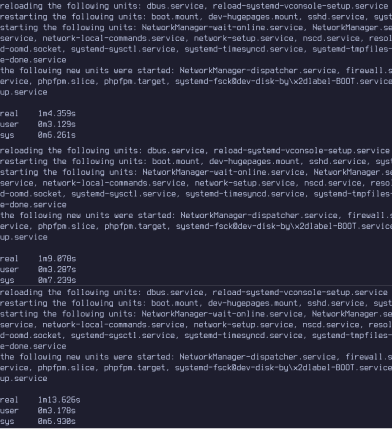 reloading the following units: dbus.service, reload-systemd-vconsole-setup.service
restarting the following units: boot.mount, dev-hugepages.mount, sshd.service, syst
starting the following units: NetworkManager-wait-online.service, NetworkManager.se
service, network-local-commands.service, network-setup.service, nscd.service, resol
d-oomd.socket, systemd-sysctl.service, systemd-timesyncd.service, systemd-tmpfiles-
e-done.service
the following new units were started: NetworkManager-dispatcher.service, firewall.s
ervice, phpfpm.slice, phpfpm.target, systemd-fsck@dev-disk-by\x2dlabel-BOOT.service
up.service
real 1m4.359s
user 0m3.129s
sys 0m6.261s
reloading the following units: dbus.service, reload-systemd-vconsole-setup.service
restarting the following units: boot.mount, dev-hugepages.mount, sshd.service, syst
starting the following units: NetworkManager-wait-online.service, NetworkManager.se
service, network-local-commands.service, network-setup.service, nscd.service, resol
d-oomd.socket, systemd-sysctl.service, systemd-timesyncd.service, systemd-tmpfiles-
e-done.service
the following new units were started: NetworkManager-dispatcher.service, firewall.s
ervice, phpfpm.slice, phpfpm.target, systemd-fsck@dev-disk-by\x2dlabel-BOOT.service
up.service
real 1m9.078s
user 0m3.287s
sys 0m7.239s
reloading the following units: dbus.service, reload-systemd-vconsole-setup.service
restarting the following units: boot.mount, dev-hugepages.mount, sshd.service, syst
starting the following units: NetworkManager-wait-online.service, NetworkManager.se
service, network-local-commands.service, network-setup.service, nscd.service, resol
d-oomd.socket, systemd-sysctl.service, systemd-timesyncd.service, systemd-tmpfiles-
e-done.service
the following new units were started: NetworkManager-dispatcher.service, firewall.s
ervice, phpfpm.slice, phpfpm.target, systemd-fsck@dev-disk-by\x2dlabel-BOOT.service
up.service
real 1m13.626s
user 0m3.170s
sys 0m6.930s